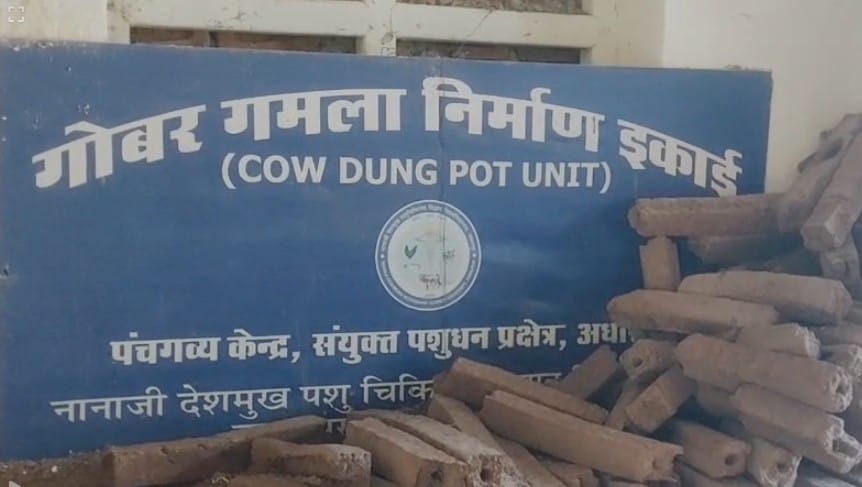 गोबर गमला निर्माण इकाई
(COW DUNG POT UNIT)
पंचगव्य केन्द्र, संयुक्त पशुधन प्रक्षेत्र,
नानाजी देशमुख पशु